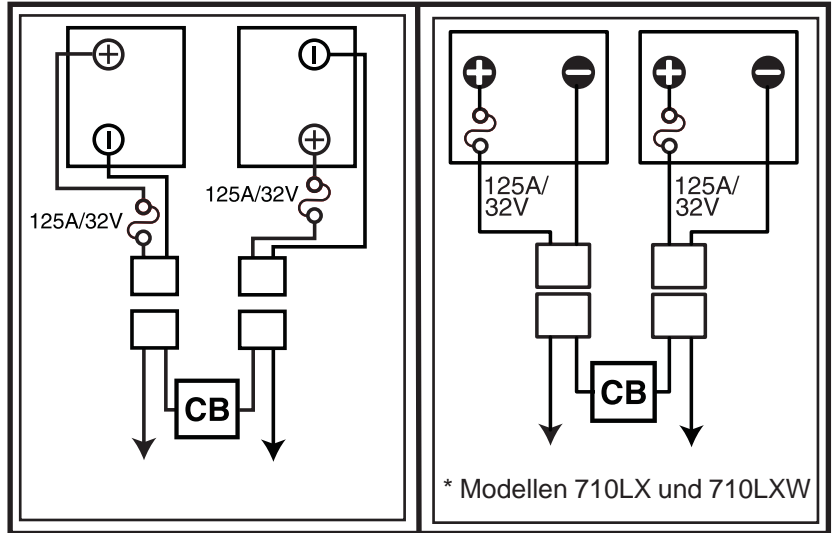 125A/32V
125A/32V
CB
125A/
32V
125A/
32V
CB
* Modellen 710LX und 710LXW